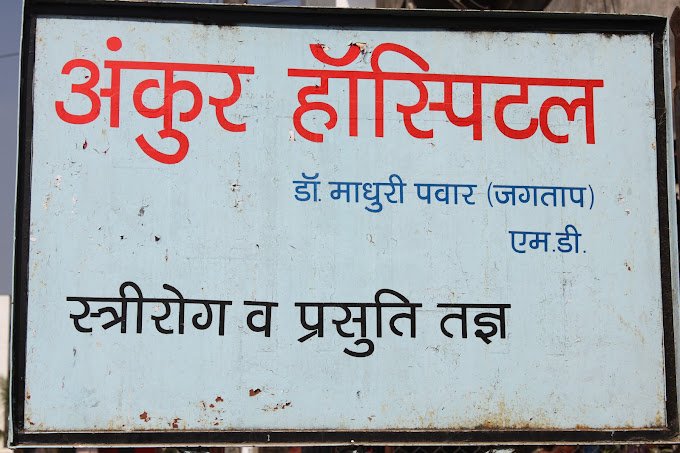 अंकुर हॉस्पिटल
डॉ. माधुरी पवार (जगताप)
एम.डी.
स्त्रीरोग व प्रसुति तज्ञ